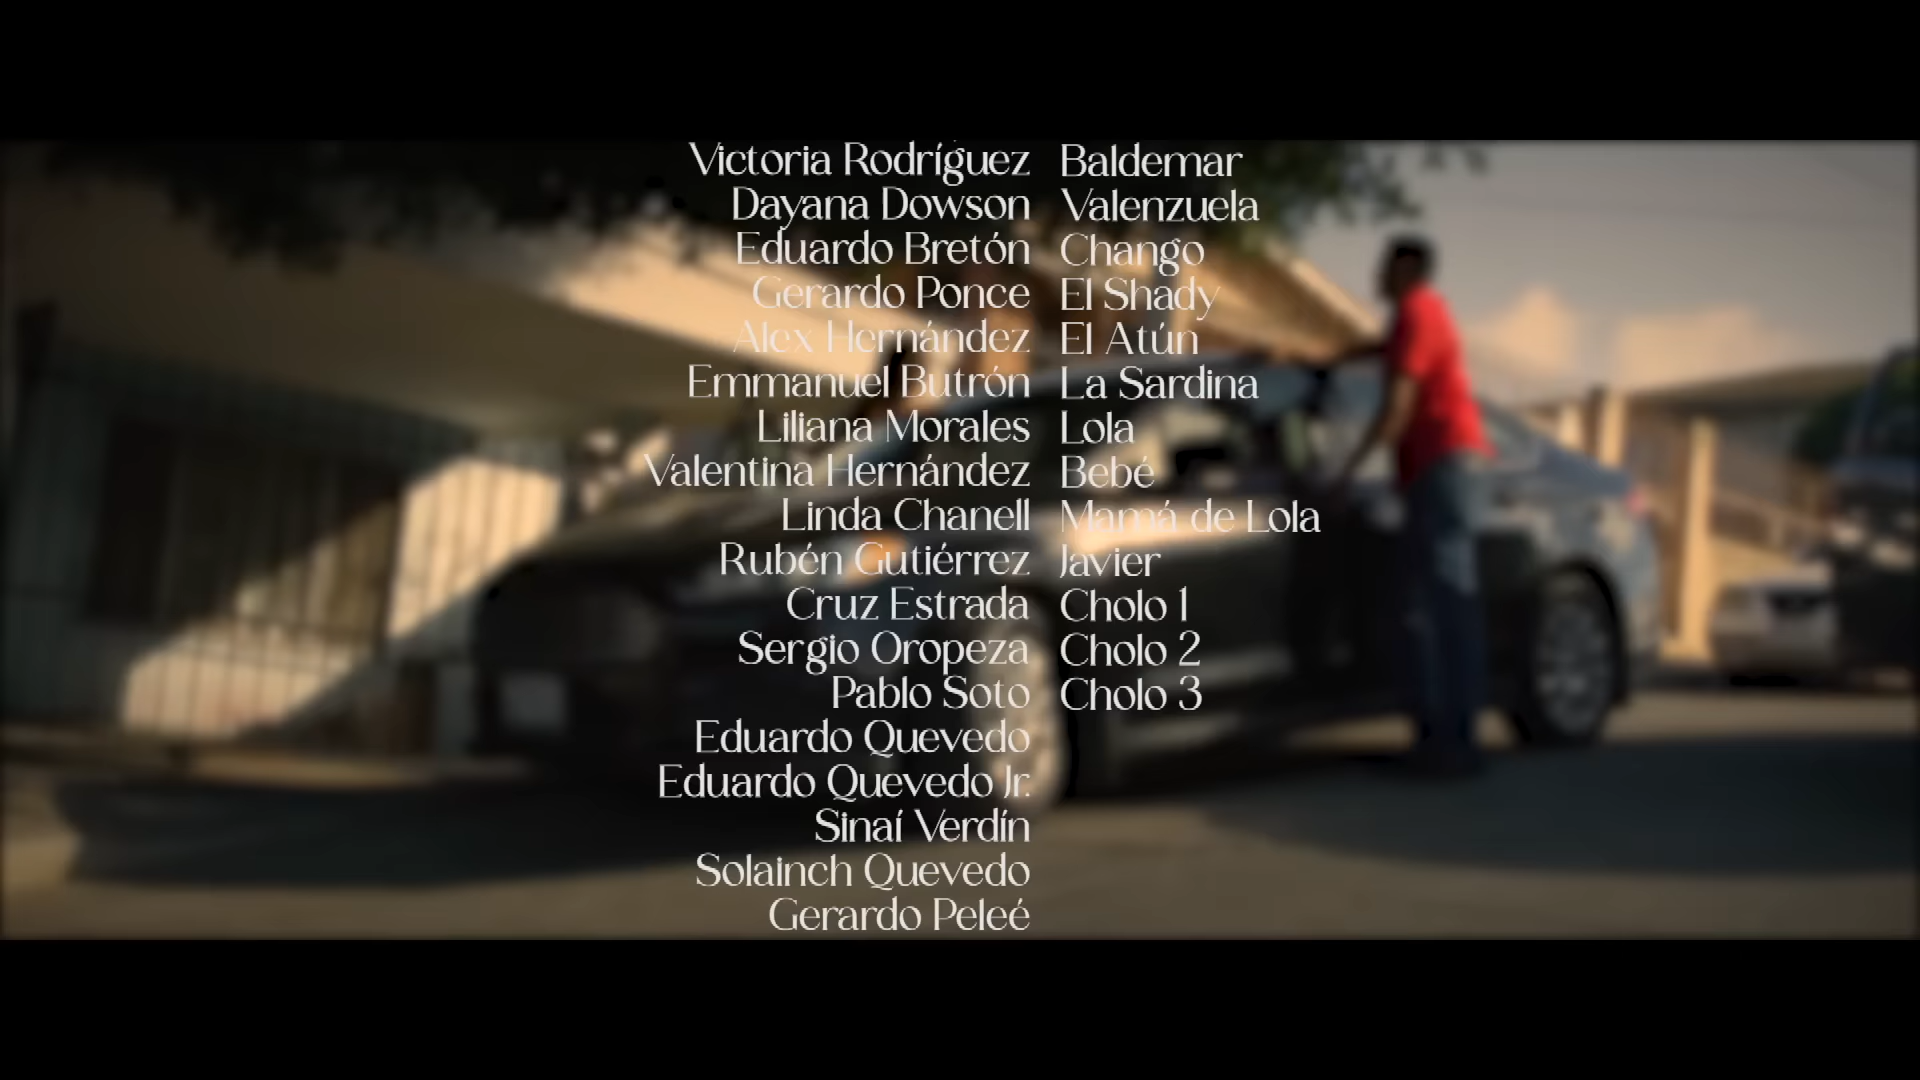 Victoria Rodríguez Baldemar
Dayana Dowson Valenzuela
Eduardo Bretón Chango
Gerardo Ponce El Shady
Alex Hernández El Atún
Emmanuel Butrón La Sardina
Liliana Morales Lola
Valentina Hernández Bebé
Linda Chanell Mamá de Lola
Rubén Gutiérrez Javier
Cruz Estrada Cholo 1
Sergio Oropeza Cholo 2
Pablo Soto Cholo 3
Eduardo Quevedo
Eduardo Quevedo Jr.
Sinaí Verdín
Solainch Quevedo
Gerardo Peleé